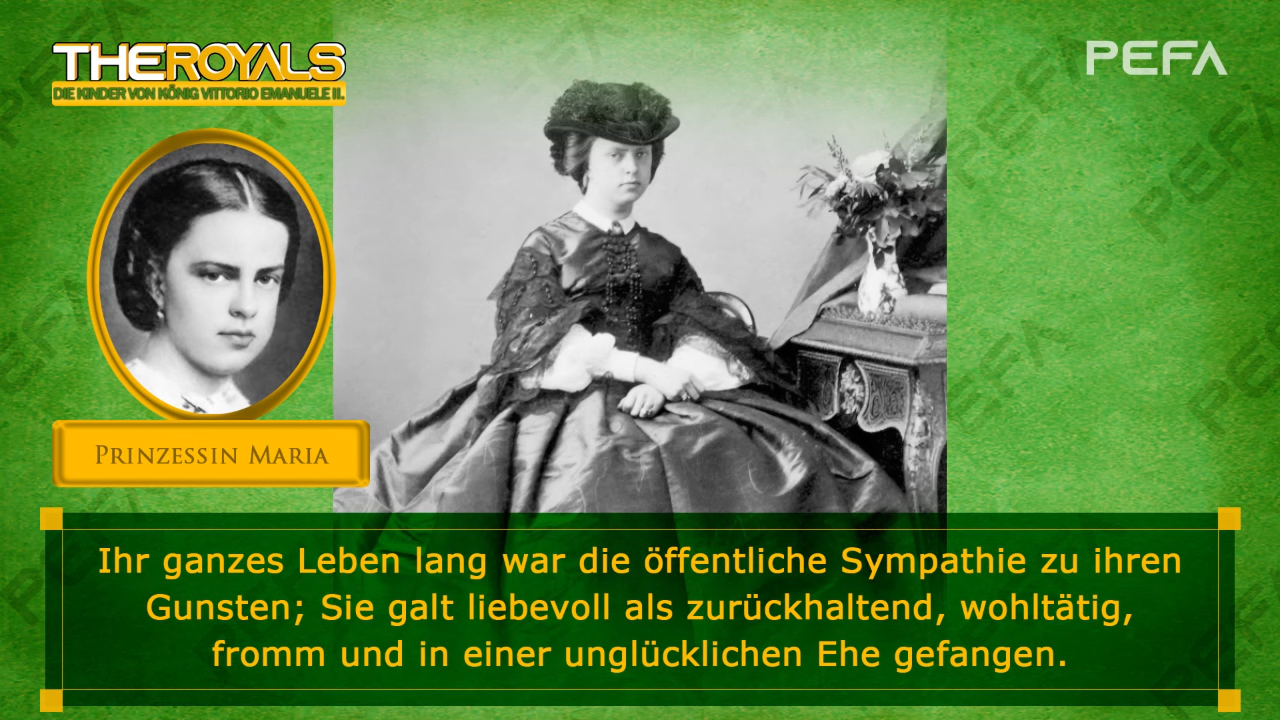 THEROYALS
DIE KINDER VON KÖNIG VITTORIO EMANUELE II.
PEFA
PRINZESSIN MARIA
Ihr ganzes Leben lang war die öffentliche Sympathie zu ihren
Gunsten; Sie galt liebevoll als zurückhaltend, wohltätig,
fromm und in einer unglücklichen Ehe gefangen.